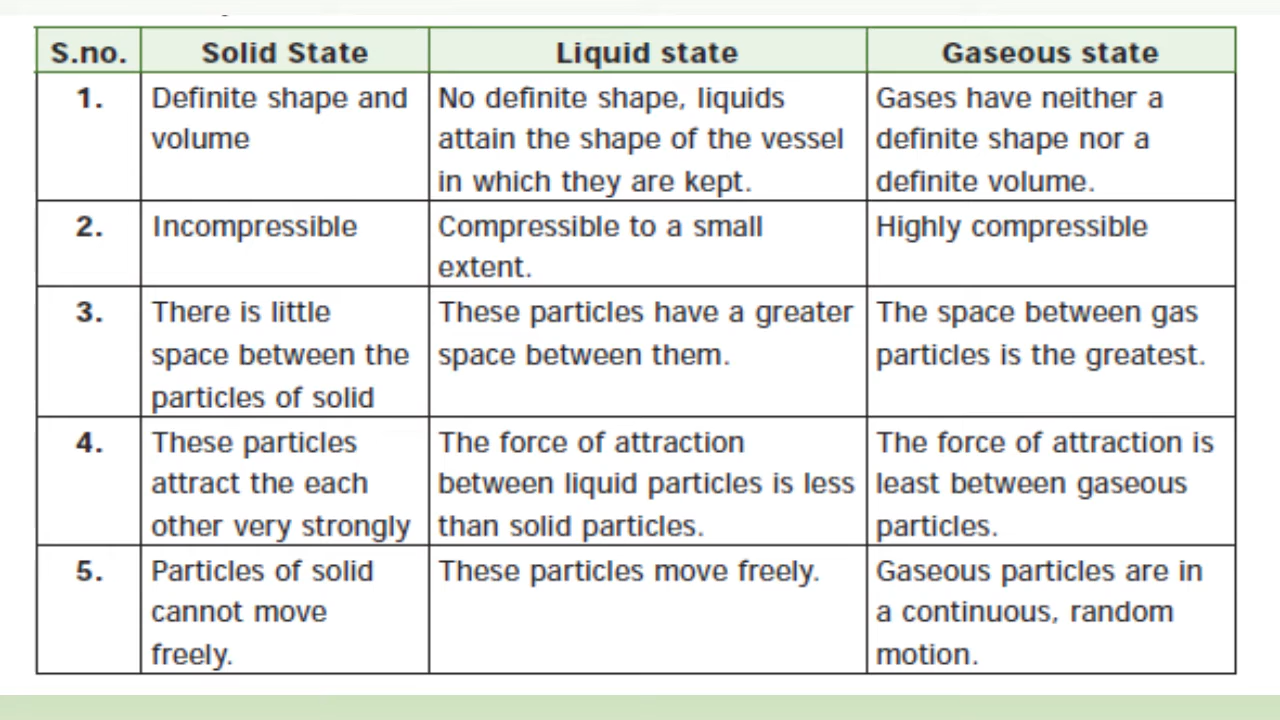 S.no. Solid State Liquid state Gaseous state
1. Definite shape and No definite shape, liquids Gases have neither a
volume attain the shape of the vessel definite shape nor a
in which they are kept. definite volume.
2. Incompressible Compressible to a small Highly compressible
extent.
3. There is little These particles have a greater The space between gas
space between the space between them. particles is the greatest.
particles of solid
4. These particles The force of attraction The force of attraction is
attract the each between liquid particles is less least between gaseous
other very strongly than solid particles. particles.
5. Particles of solid These particles move freely. Gaseous particles are in
cannot move a continuous, random
freely. motion.